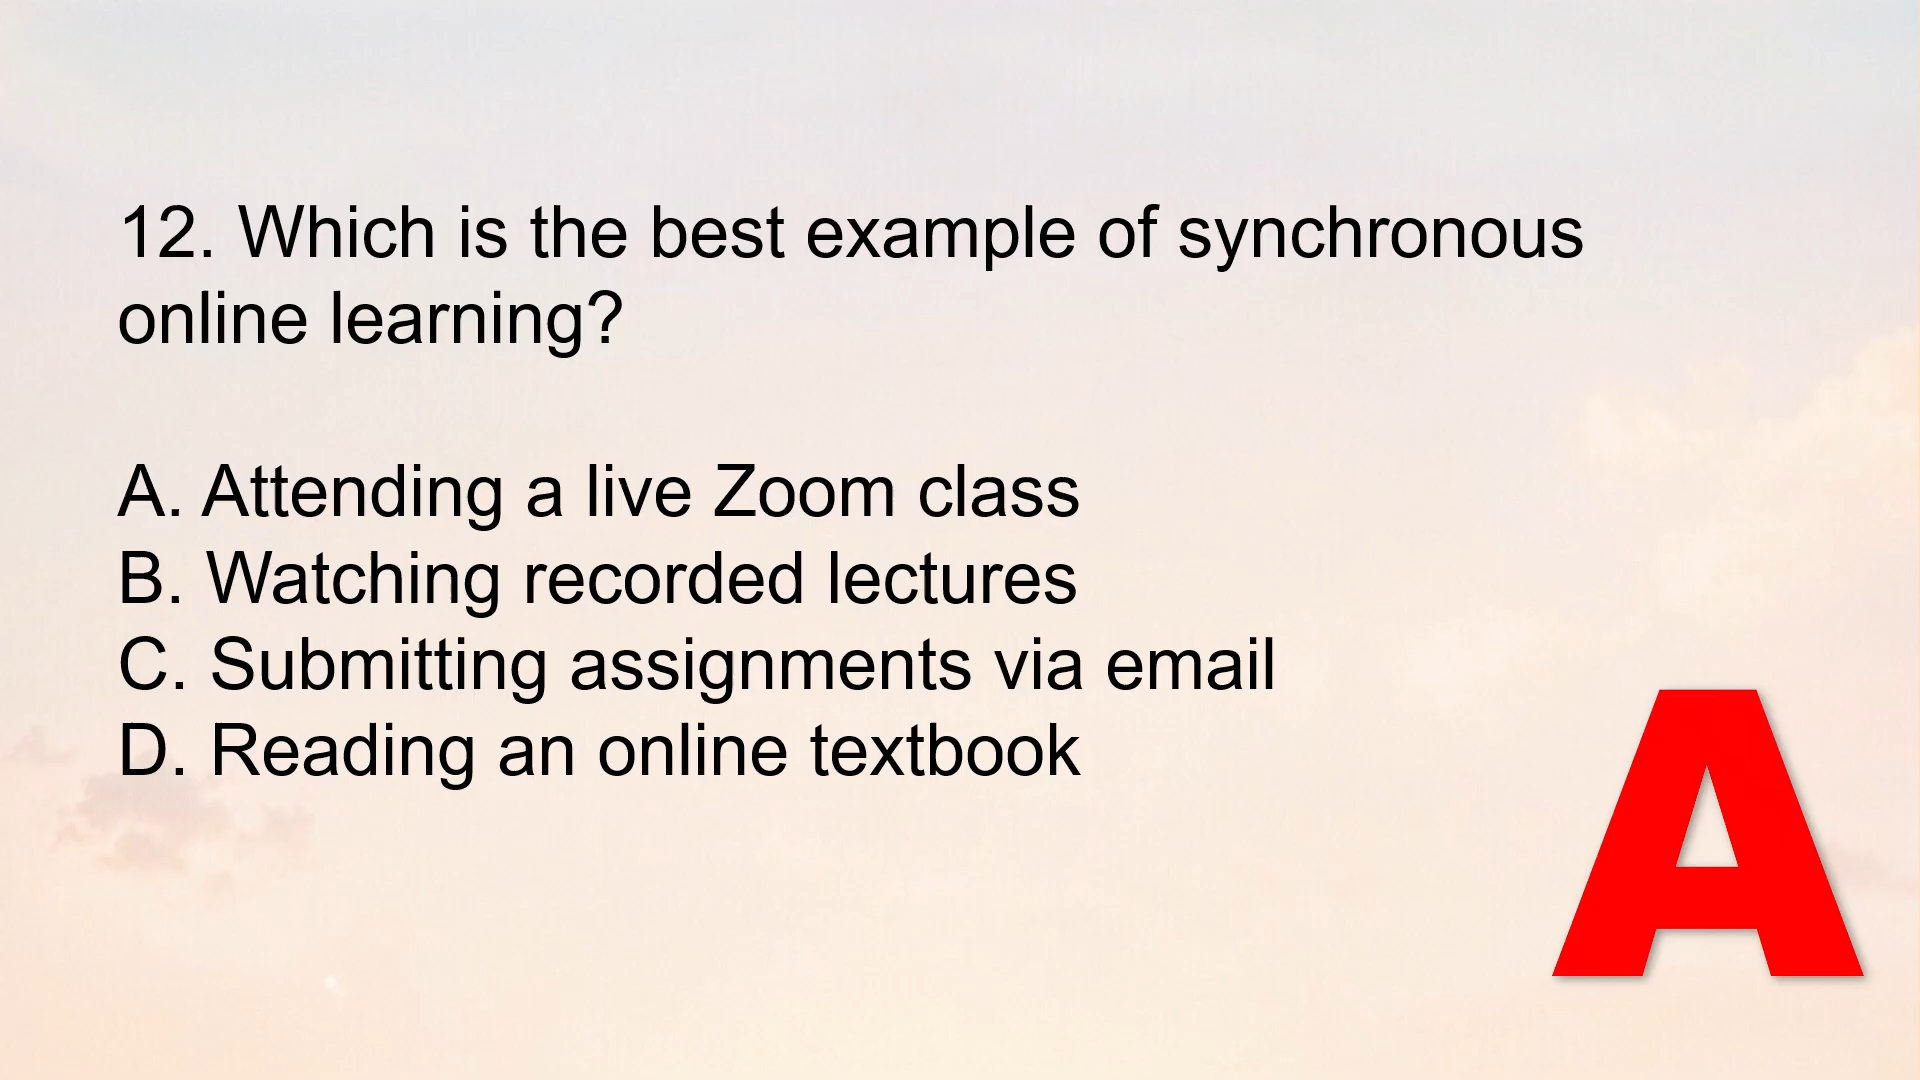 12. Which is the best example of synchronous
online learning?
A. Attending a live Zoom class
B. Watching recorded lectures
C. Submitting assignments via email
D. Reading an online textbook
A